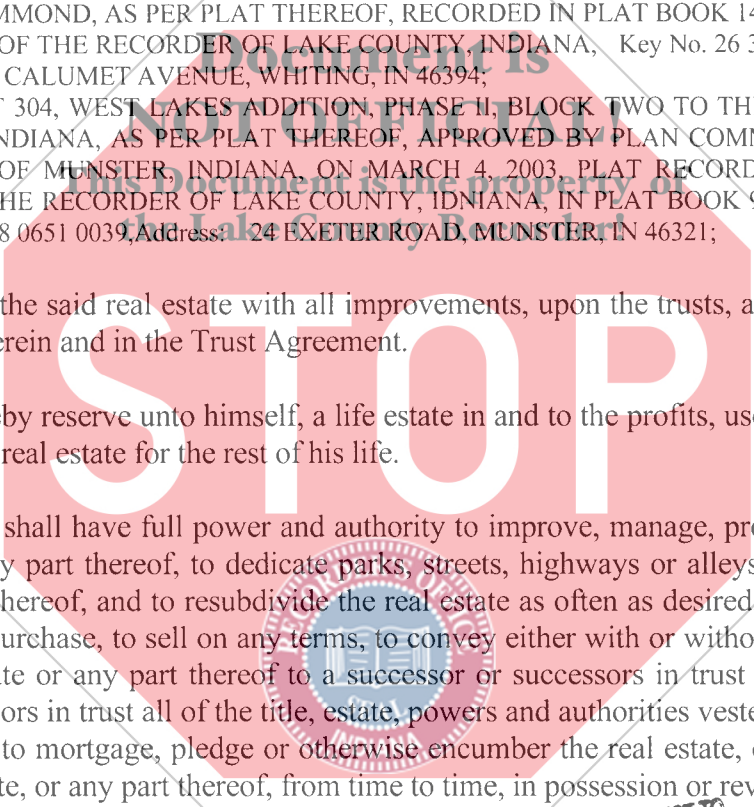 MMOND, AS PER PLAT THEREOF, RECORDED IN PLAT BOOK 14
OF THE RECORDER OF LAKE COUNTY, INDIANA, Key No. 26 3
Document is
CALUMET AVENUE, WHITING, IN 46394;
304, WEST LAKES ADDITION, PHASE II, BLOCK TWO TO TH
NOT OFFICIAL!
NDIANA, AS PER PLAT THEREOF, APPROVED BY PLAN COMM
OF MUNSTER, INDIANA, ON MARCH 4, 2003, PLAT RECORD
This Document is the property of
HE RECORDER OF LAKE COUNTY, IDNIANA, IN PLAT BOOK 9
the Lake County Recorder!
8 0651 0039,Address: 24 EXETER ROAD, MUNSTER, IN 46321;
the said real estate with all improvements, upon the trusts, a
erein and in the Trust Agreement.
STOP
eby reserve unto himself, a life estate in and to the profits, us
real estate for the rest of his life.
shall have full power and authority to improve, manage, pr
y part thereof, to dedicate parks, streets, highways or alleys
hereof, and to resubdivide the real estate as often as desired
urchase, to sell on any terms, to convey either with or witho
te or any part thereof to a successor or successors in trust
ors in trust all of the title, estate, powers and authorities veste
to mortgage, pledge or otherwise encumber the real estate,
te, or any part thereof, from time to time, in possession or rev
RECORDER'S OFFICE
SEAL
INDIANA